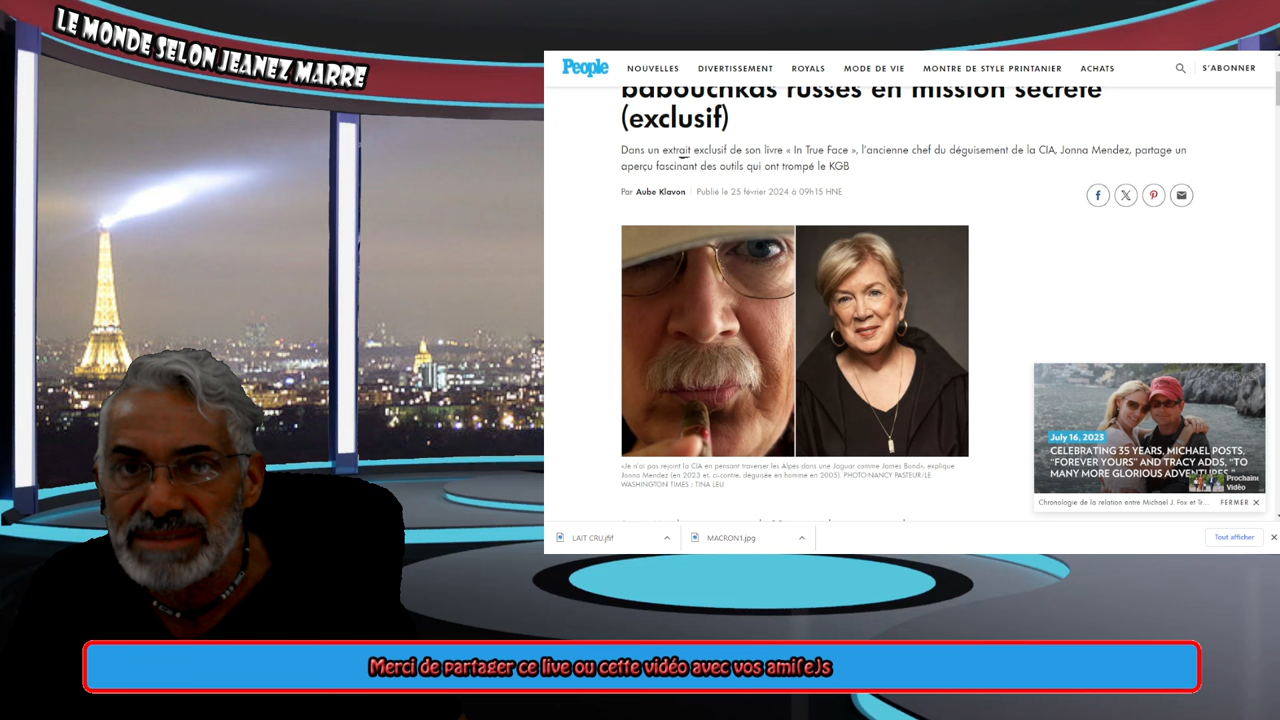 LE MONDE SELON JEANEZ MARRE
People
NOUVELLES DIVERTISSEMENT ROYALS MODE DE VIE MONTRE DE STYLE PRINTANIER ACHATS S'ABONNER
babouchkas russes en mission secrète
(exclusif)
Dans un extrait exclusif de son livre « In True Face », l'ancienne chef du déguisement de la CIA, Jonna Mendez, partage un
aperçu fascinant des outils qui ont trompé le KGB
Par Aube Klavon | Publié le 25 février 2024 à 09h15 HNE
«Je n'ai pas rejoint la CIA en pensant traverser les Alpes dans une Jaguar comme James Bond», explique
Jonna Mendez (en 2023 et, ci-contre, déguisée en homme en 2005). PHOTO:NANCY PASTEUR/LE
WASHINGTON TIMES ; TINA LEU
July 16, 2023
CELEBRATING 35 YEARS, MICHAEL POSTS,
"FOREVER YOURS" AND TRACY ADDS, "TO
MANY MORE GLORIOUS ADVENTURES."
Prochaine
Vidéo
Chronologie de la relation entre Michael J. Fox et Tr... FERMER
LAIT CRU.jfif
MACRON1.jpg
Tout afficher
Merci de partager ce live ou cette vidéo avec vos ami(e)s